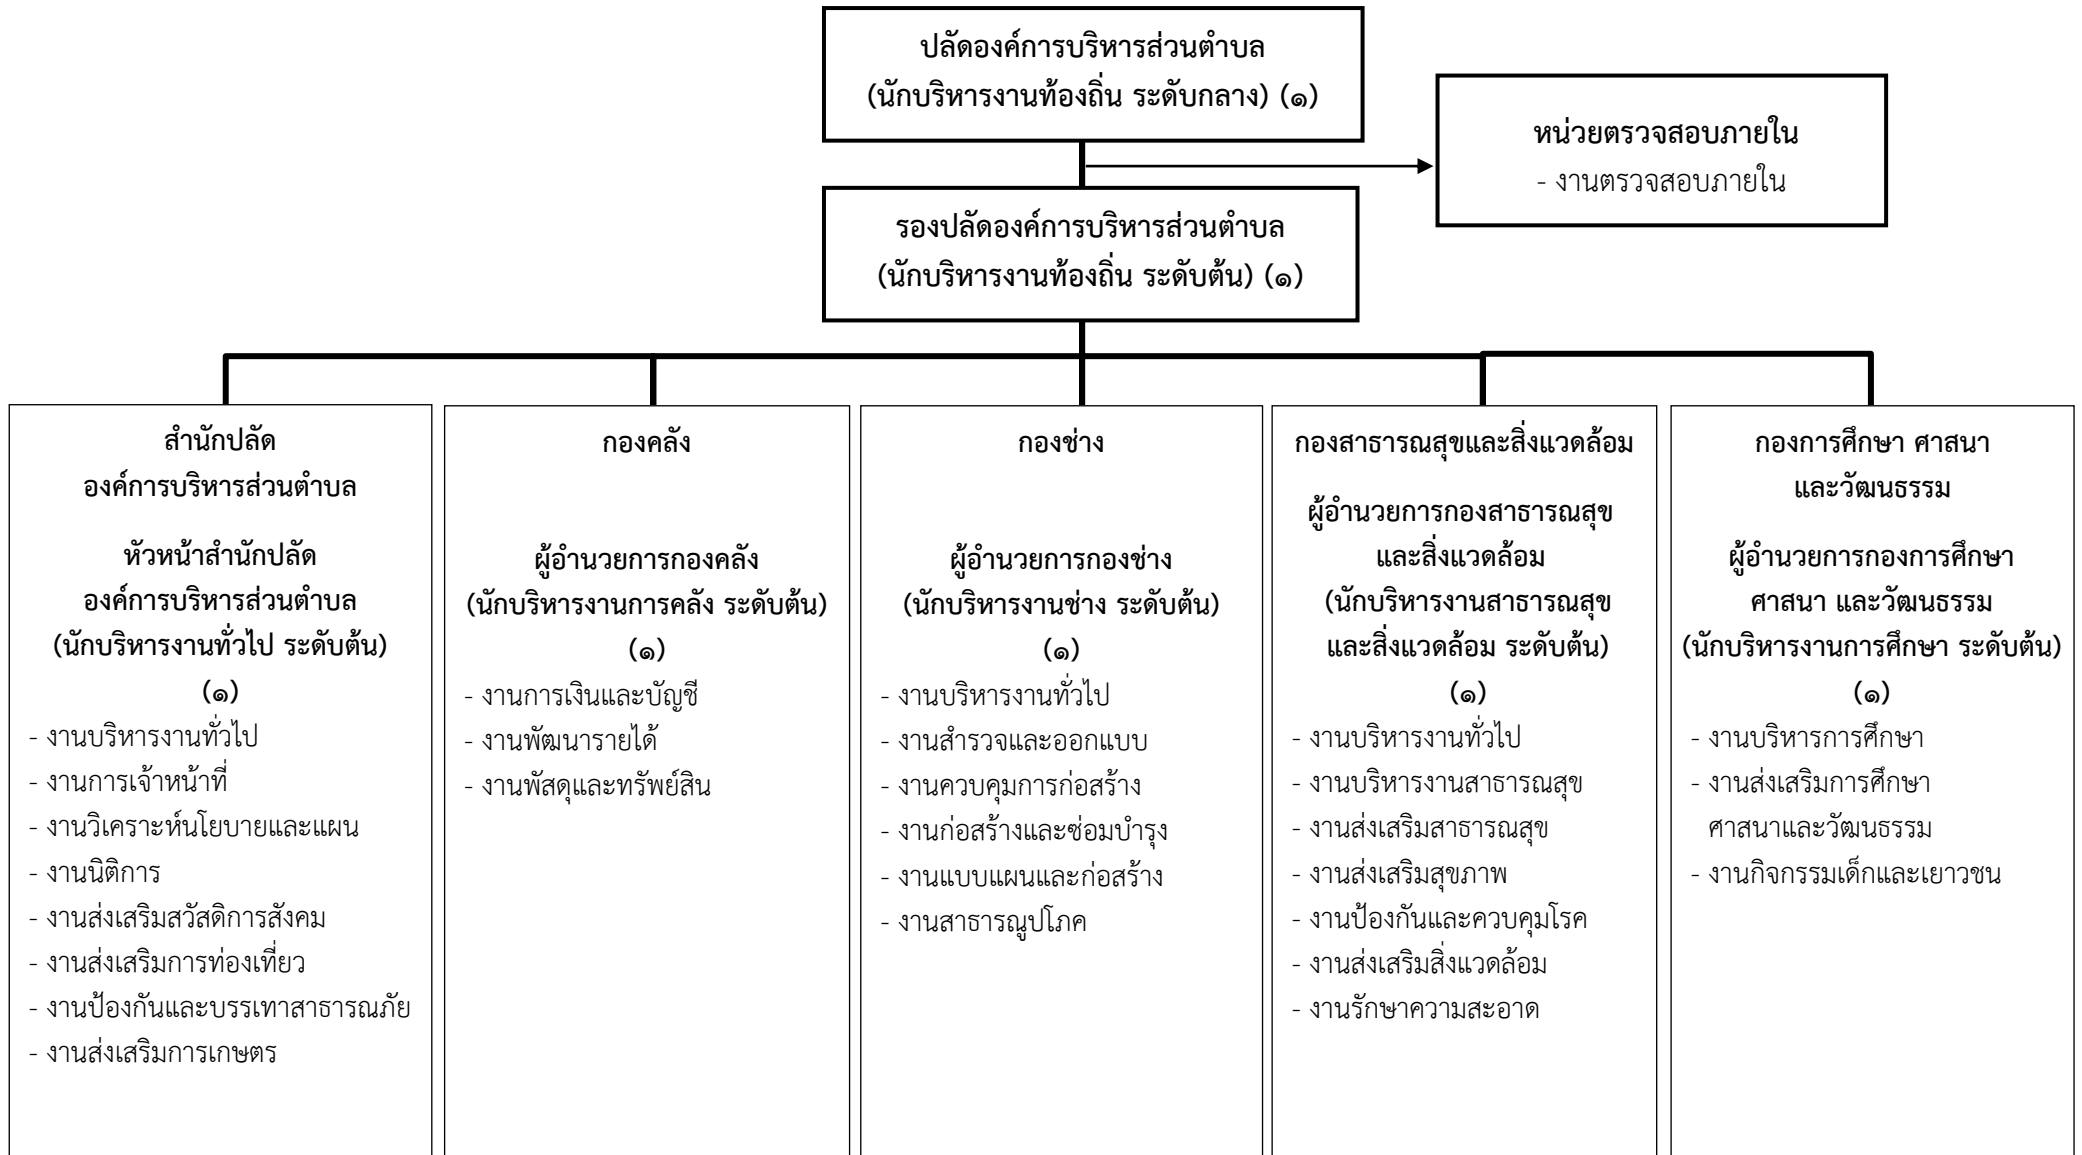 ปลัดองค์การบริหารส่วนตำบล
(นักบริหารงานท้องถิ่น ระดับกลาง) (๑)
หน่วยตรวจสอบภายใน
- งานตรวจสอบภายใน
รองปลัดองค์การบริหารส่วนตำบล
(นักบริหารงานท้องถิ่น ระดับต้น) (๑)
สำนักปลัด
องค์การบริหารส่วนตำบล
หัวหน้าสำนักปลัด
องค์การบริหารส่วนตำบล
(นักบริหารงานทั่วไป ระดับต้น)
(๑)
- งานบริหารงานทั่วไป
- งานการเจ้าหน้าที่
- งานวิเคราะห์นโยบายและแผน
- งานนิติการ
- งานส่งเสริมสวัสดิการสังคม
- งานส่งเสริมการท่องเที่ยว
- งานป้องกันและบรรเทาสาธารณภัย
- งานส่งเสริมการเกษตร
กองคลัง
ผู้อำนวยการกองคลัง
(นักบริหารงานการคลัง ระดับต้น)
(๑)
- งานการเงินและบัญชี
- งานพัฒนารายได้
- งานพัสดุและทรัพย์สิน
กองช่าง
ผู้อำนวยการกองช่าง
(นักบริหารงานช่าง ระดับต้น)
(๑)
- งานบริหารงานทั่วไป
- งานสำรวจและออกแบบ
- งานควบคุมการก่อสร้าง
- งานก่อสร้างและซ่อมบำรุง
- งานแบบแผนและก่อสร้าง
- งานสาธารณูปโภค
กองสาธารณสุขและสิ่งแวดล้อม
ผู้อำนวยการกองสาธารณสุข
และสิ่งแวดล้อม
(นักบริหารงานสาธารณสุข
และสิ่งแวดล้อม ระดับต้น)
(๑)
- งานบริหารงานทั่วไป
- งานบริหารงานสาธารณสุข
- งานส่งเสริมสาธารณสุข
- งานส่งเสริมสุขภาพ
- งานป้องกันและควบคุมโรค
- งานส่งเสริมสิ่งแวดล้อม
- งานรักษาความสะอาด
กองการศึกษา ศาสนา
และวัฒนธรรม
ผู้อำนวยการกองการศึกษา
ศาสนา และวัฒนธรรม
(นักบริหารงานการศึกษา ระดับต้น)
(๑)
- งานบริหารการศึกษา
- งานส่งเสริมการศึกษา
ศาสนาและวัฒนธรรม
- งานกิจกรรมเด็กและเยาวชน